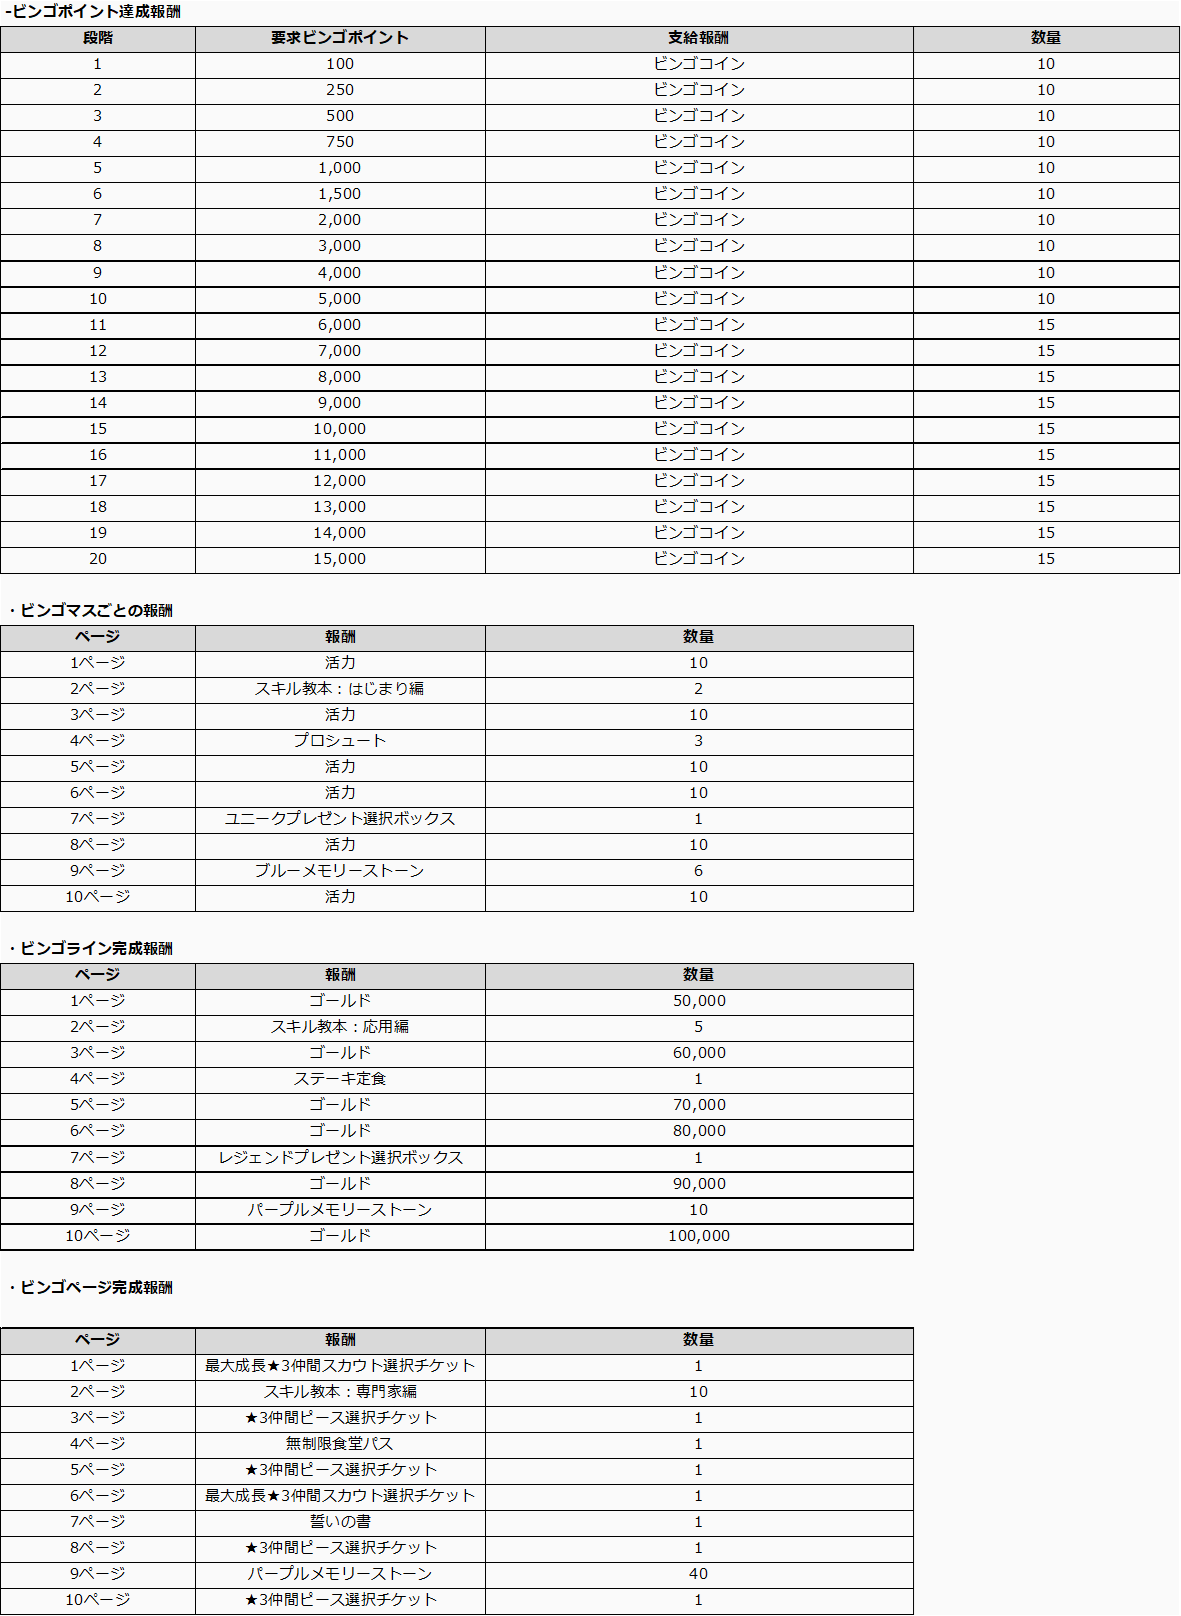 -ビンゴポイント達成報酬
段階 要求ビンゴポイント 支給報酬 数量
1 100 ビンゴコイン 10
2 250 ビンゴコイン 10
3 500 ビンゴコイン 10
4 750 ビンゴコイン 10
5 1,000 ビンゴコイン 10
6 1,500 ビンゴコイン 10
7 2,000 ビンゴコイン 10
8 3,000 ビンゴコイン 10
9 4,000 ビンゴコイン 10
10 5,000 ビンゴコイン 10
11 6,000 ビンゴコイン 15
12 7,000 ビンゴコイン 15
13 8,000 ビンゴコイン 15
14 9,000 ビンゴコイン 15
15 10,000 ビンゴコイン 15
16 11,000 ビンゴコイン 15
17 12,000 ビンゴコイン 15
18 13,000 ビンゴコイン 15
19 14,000 ビンゴコイン 15
20 15,000 ビンゴコイン 15
・ビンゴマスごとの報酬
ページ 報酬 数量
1ページ 活力 10
2ページ スキル教本：はじまり編 2
3ページ 活力 10
4ページ プロシュート 3
5ページ 活力 10
6ページ 活力 10
7ページ ユニークプレゼント選択ボックス 1
8ページ 活力 10
9ページ ブルーメモリーストーン 6
10ページ 活力 10
・ビンゴライン完成報酬
ページ 報酬 数量
1ページ ゴールド 50,000
2ページ スキル教本：応用編 5
3ページ ゴールド 60,000
4ページ ステーキ定食 1
5ページ ゴールド 70,000
6ページ ゴールド 80,000
7ページ レジェンドプレゼント選択ボックス 1
8ページ ゴールド 90,000
9ページ パープルメモリーストーン 10
10ページ ゴールド 100,000
・ビンゴページ完成報酬
ページ 報酬 数量
1ページ 最大成長★3仲間スカウト選択チケット 1
2ページ スキル教本：専門家編 10
3ページ ★3仲間ピース選択チケット 1
4ページ 無制限食堂パス 1
5ページ ★3仲間ピース選択チケット 1
6ページ 最大成長★3仲間スカウト選択チケット 1
7ページ 誓いの書 1
8ページ ★3仲間ピース選択チケット 1
9ページ パープルメモリーストーン 40
10ページ ★3仲間ピース選択チケット 1